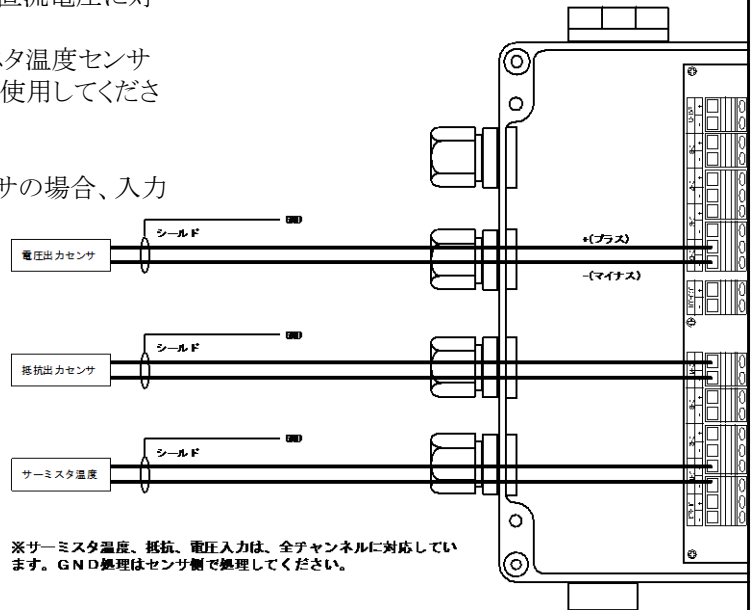 直流電圧に対
スタ温度センサ
使用してくださ
サの場合、入力
GND
シールド
電圧出力センサ
+(プラス)
-(マイナス)
GND
シールド
抵抗出力センサ
GND
シールド
サーミスタ温度
※サーミスタ温度、抵抗、電圧入力は、全チャンネルに対応してい
ます。GND処理はセンサ側で処理してください。